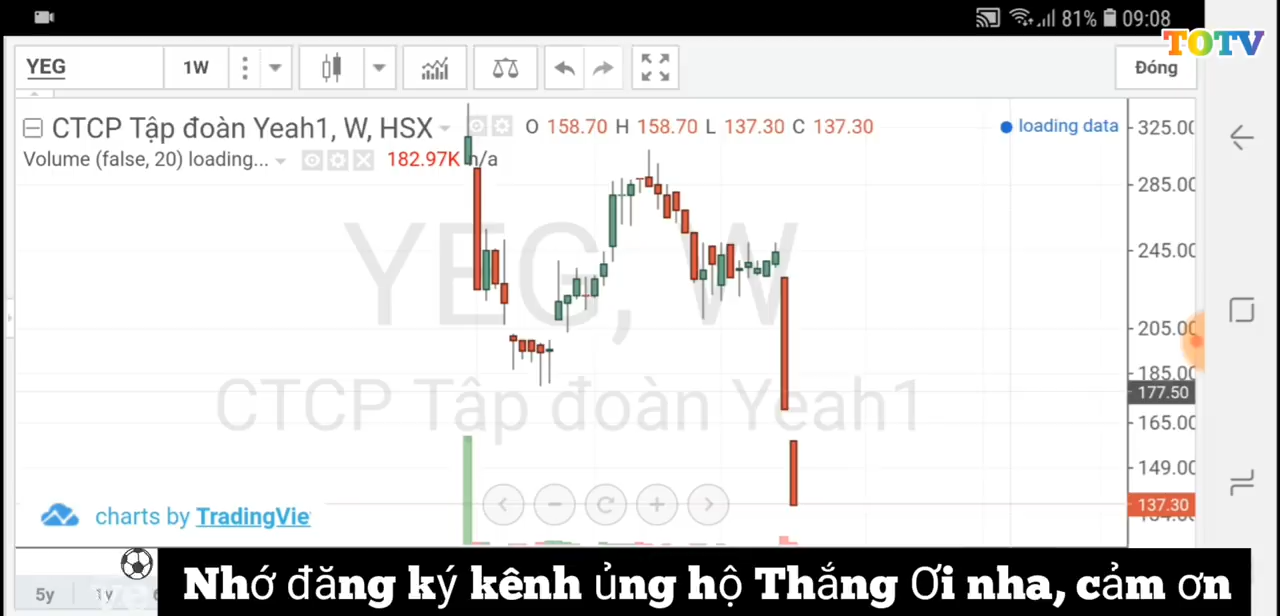 81% 09:08
TOTV
YEG 1W Đóng
CTCP Tập đoàn Yeah1, W, HSX O 158.70 H 158.70 L 137.30 C 137.30 loading data
Volume (false, 20) loading... 182.97K n/a
325.00
285.00
245.00
205.00
185.00
177.50
165.00
149.00
137.30
YEG, W
CTCP Tập đoàn Yeah1
charts by TradingVie
5y 1y
Nhớ đăng ký kênh ủng hộ Thắng Ơi nha, cảm ơn